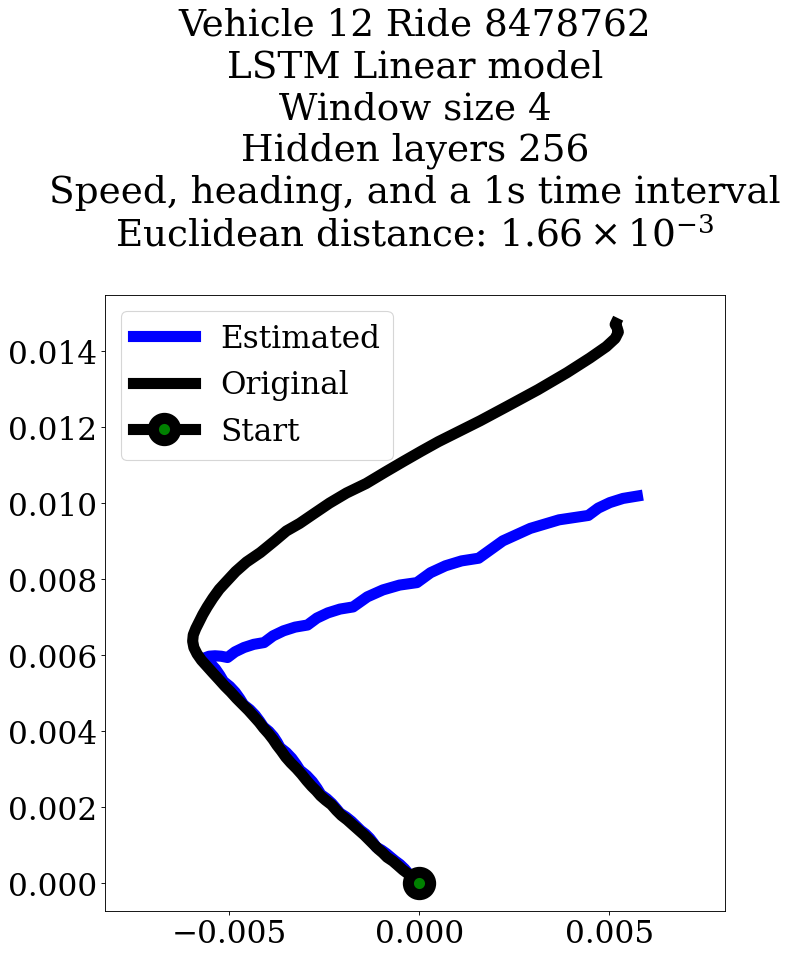 Vehicle 12 Ride 8478762
LSTM Linear model
Window size 4
Hidden layers 256
Speed, heading, and a 1s time interval
Euclidean distance: 1.66 × 10⁻³
Estimated
Original
Start
0.014
0.012
0.010
0.008
0.006
0.004
0.002
0.000
−0.005 0.000 0.005